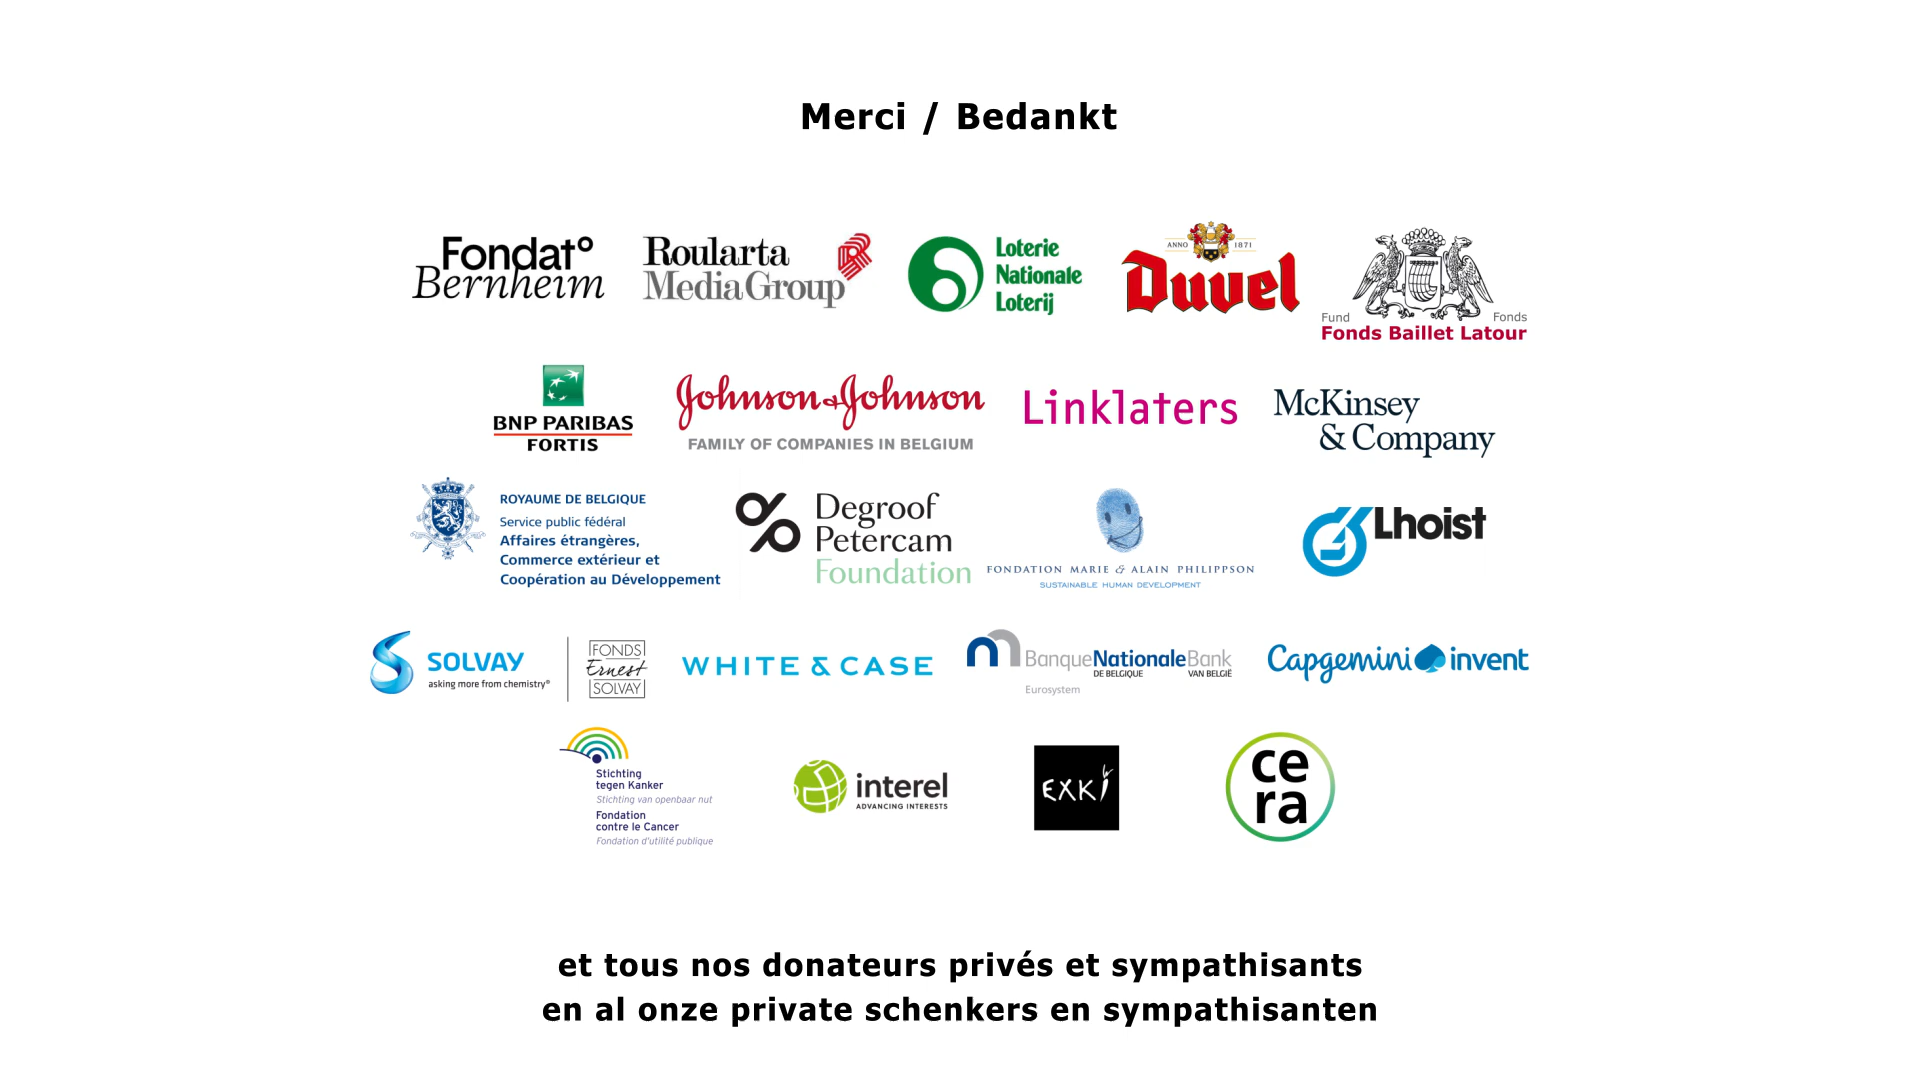 Merci / Bedankt
Fondat°
Bernheim
Roularta
Media Group
Loterie
Nationale
Loterij
ANNO 1871
Duvel
Fund Fonds
Fonds Baillet Latour
BNP PARIBAS
FORTIS
Johnson & Johnson
FAMILY OF COMPANIES IN BELGIUM
Linklaters
McKinsey
& Company
ROYAUME DE BELGIQUE
Service public fédéral
Affaires étrangères,
Commerce extérieur et
Coopération au Développement
Degroof
Petercam
Foundation
FONDATION MARIE & ALAIN PHILIPPSON
SUSTAINABLE HUMAN DEVELOPMENT
Lhoist
SOLVAY
asking more from chemistry®
FONDS
Ernest
SOLVAY
WHITE & CASE
BanqueNationaleBank
DE BELGIQUE VAN BELGIË
Eurosystem
Capgemini invent
Stichting
tegen Kanker
Stichting van openbaar nut
Fondation
contre le Cancer
Fondation d'utilité publique
interel
ADVANCING INTERESTS
EXKi
ce
ra
et tous nos donateurs privés et sympathisants
en al onze private schenkers en sympathisanten